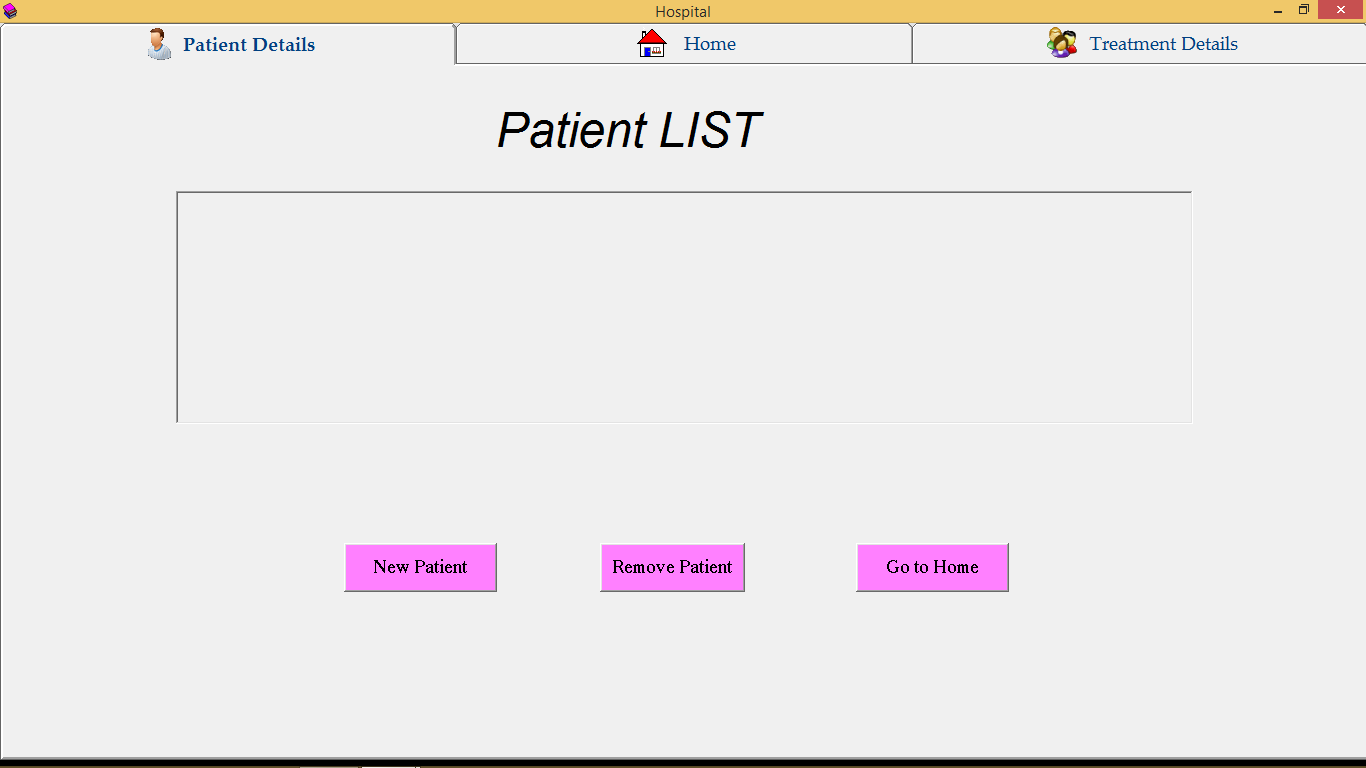 Hospital
Patient Details
Home
Treatment Details
Patient LIST
New Patient
Remove Patient
Go to Home